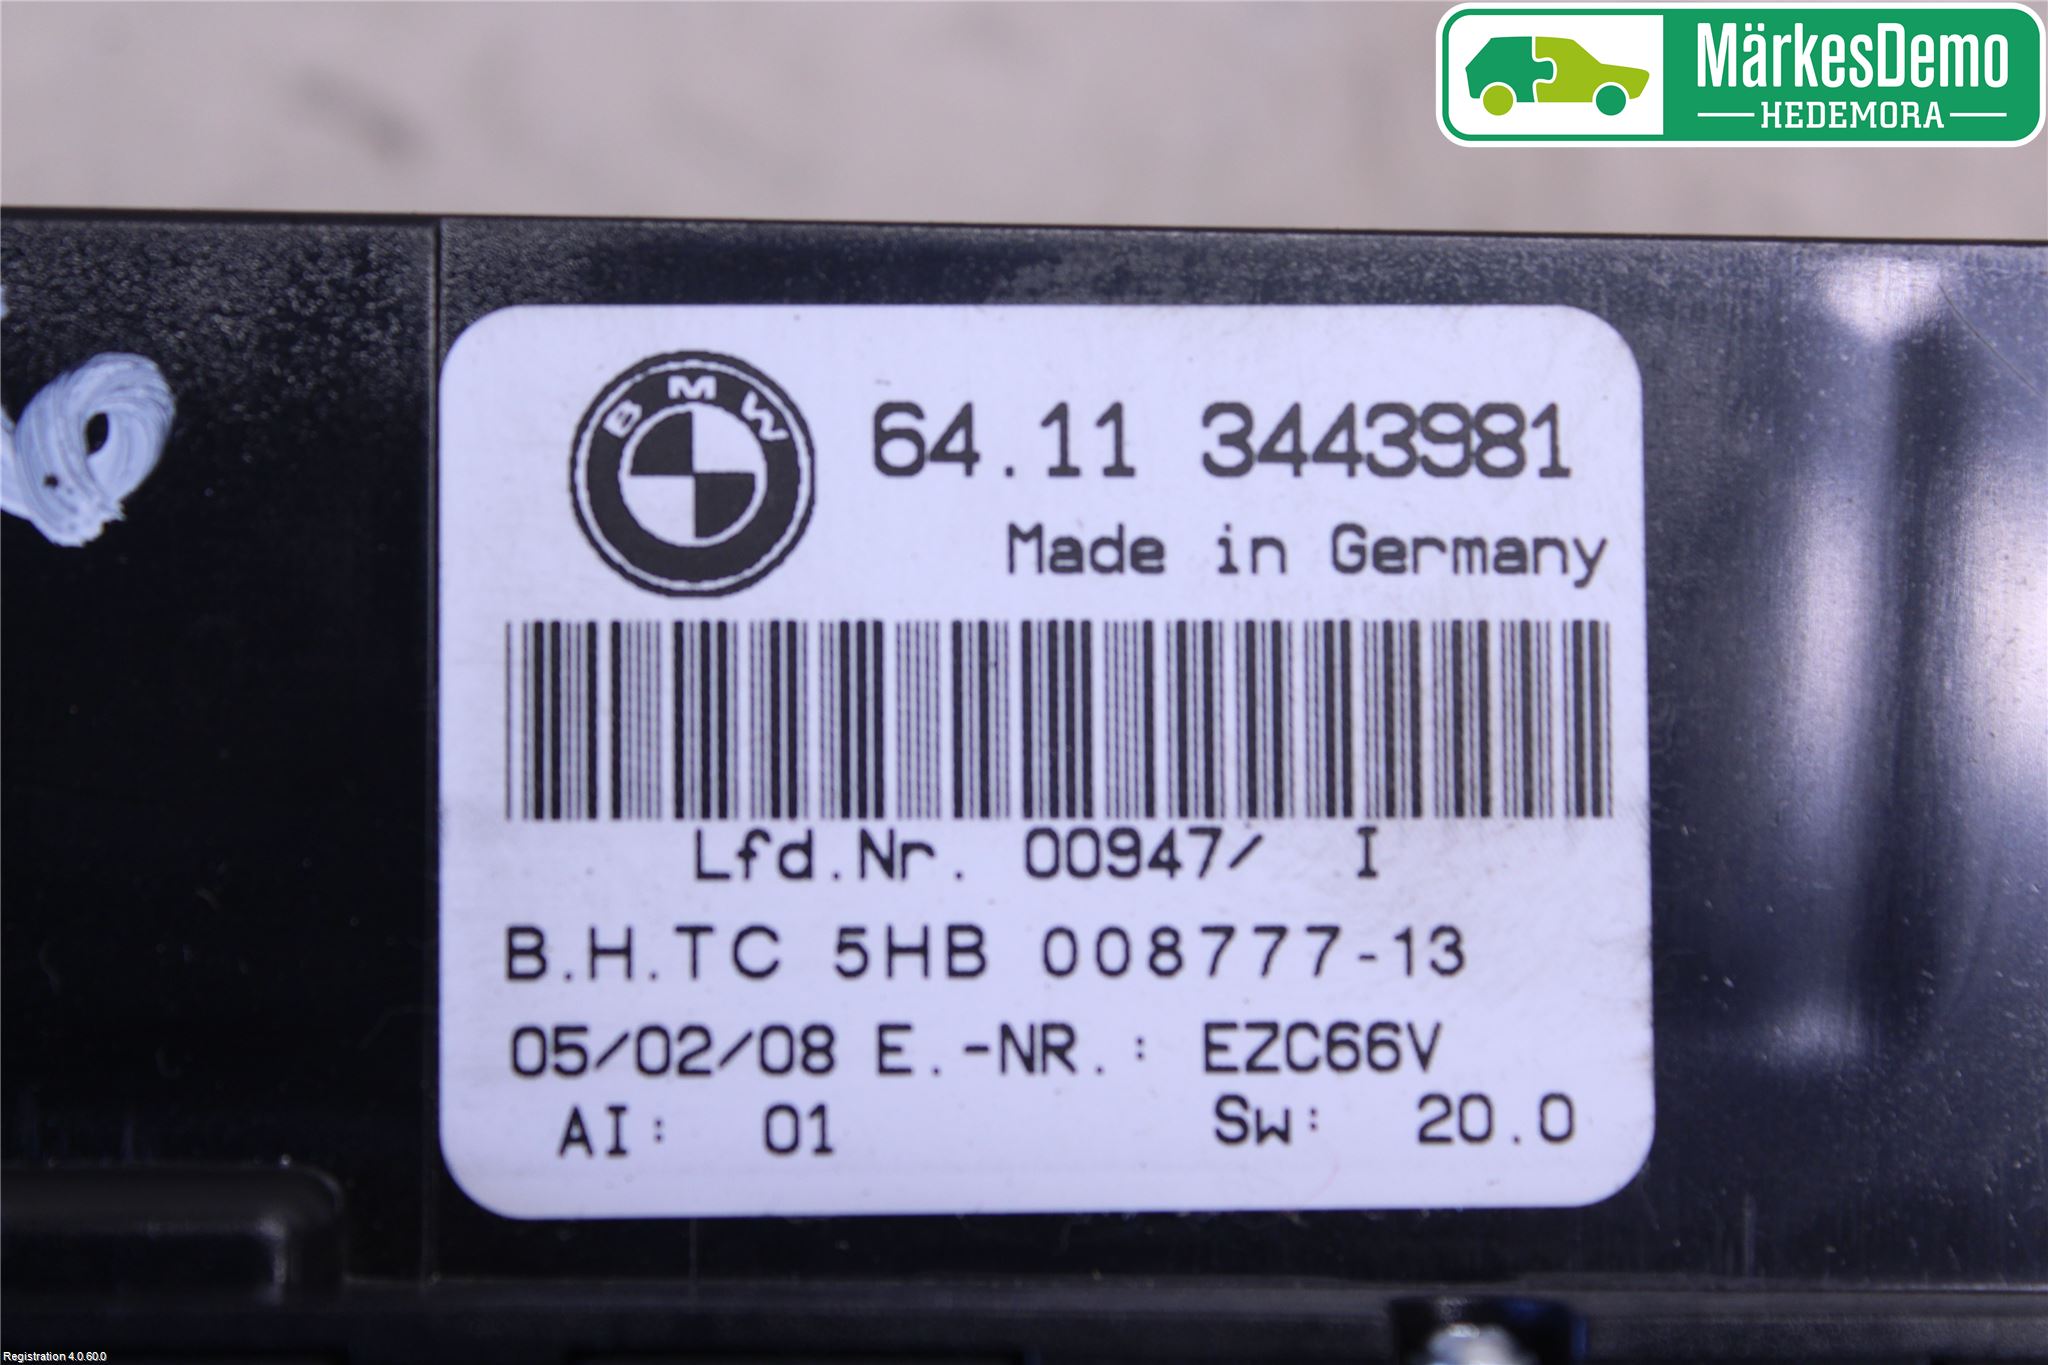 MärkesDemo
HEDEMORA
BMW
64.11 3443981
Made in Germany
Lfd.Nr. 00947/ I
B.H.TC 5HB 008777-13
05/02/08 E.-NR.: EZC66V
AI: 01 Sw: 20.0
Registration 4.0.60.0